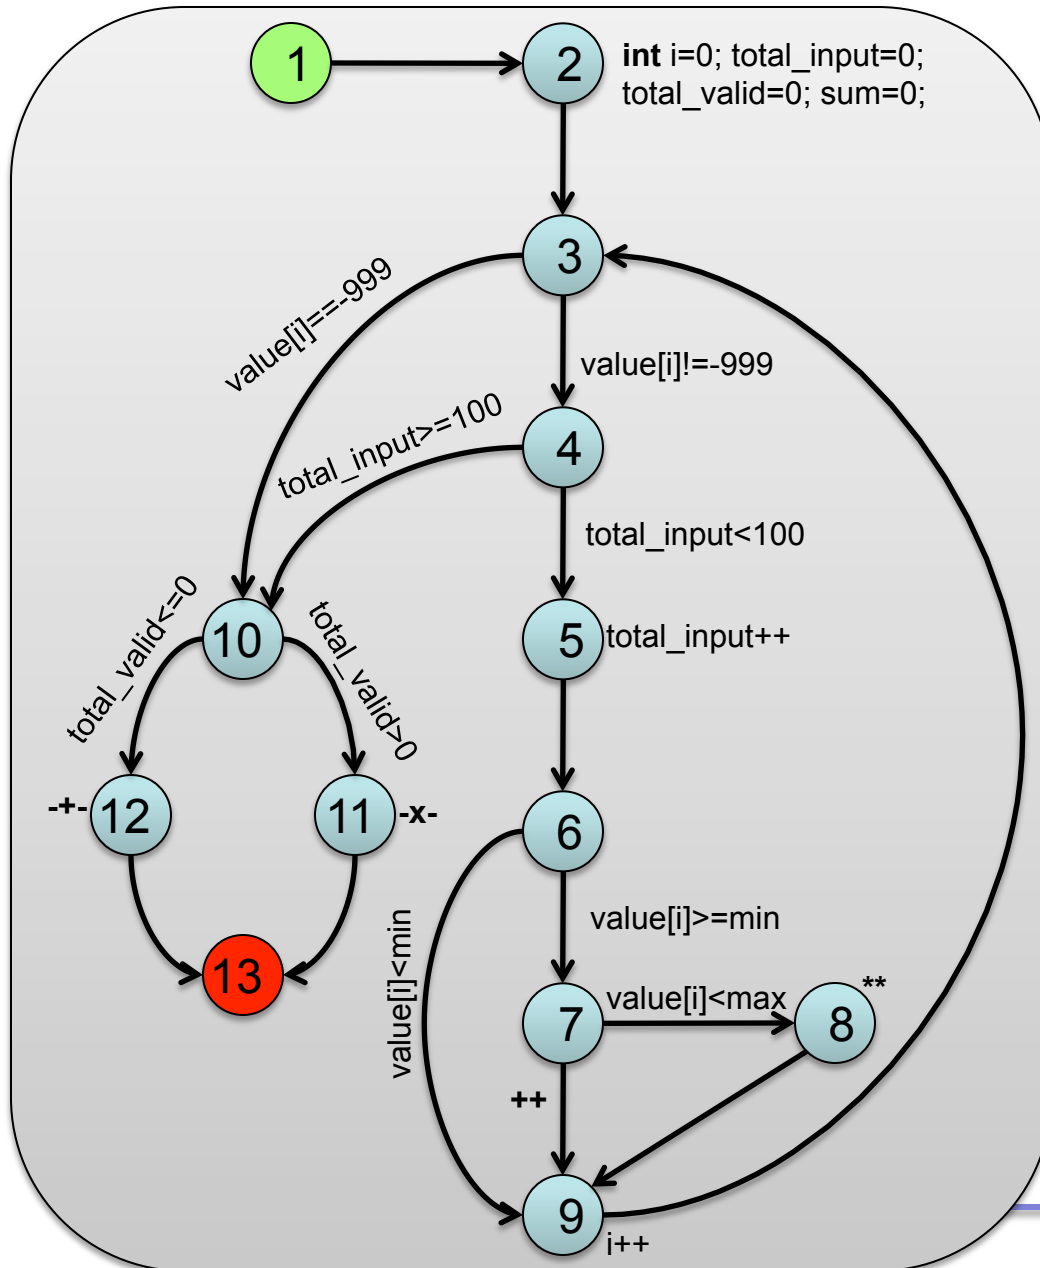 1
2
int i=0; total_input=0;
total_valid=0; sum=0;
3
value[i]==-999
value[i]!=-999
4
total_input>=100
total_input<100
5
total_input++
10
total_valid<=0
total_valid>0
12
-+-
11
-x-
13
6
value[i]<min
value[i]>=min
7
value[i]<max
8
**
++
9
i++